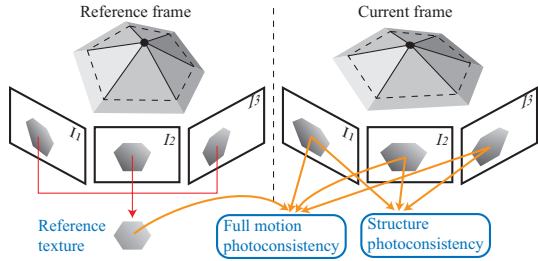 Reference frame
Current frame
I1
I2
I3
I1
I2
I3
Reference
texture
Full motion
photoconsistency
Structure
photoconsistency